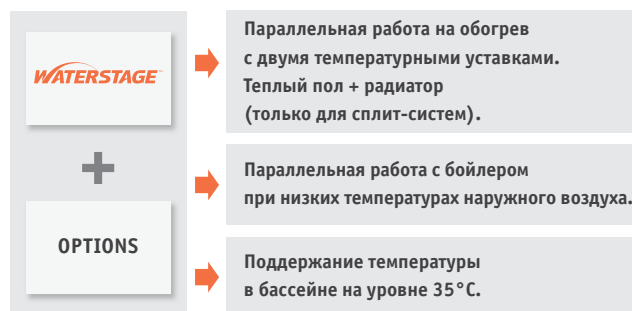 WATERSTAGE™
OPTIONS
Параллельная работа на обогрев
с двумя температурными уставками.
Теплый пол + радиатор
(только для сплит-систем).
Параллельная работа с бойлером
при низких температурах наружного воздуха.
Поддержание температуры
в бассейне на уровне 35°С.